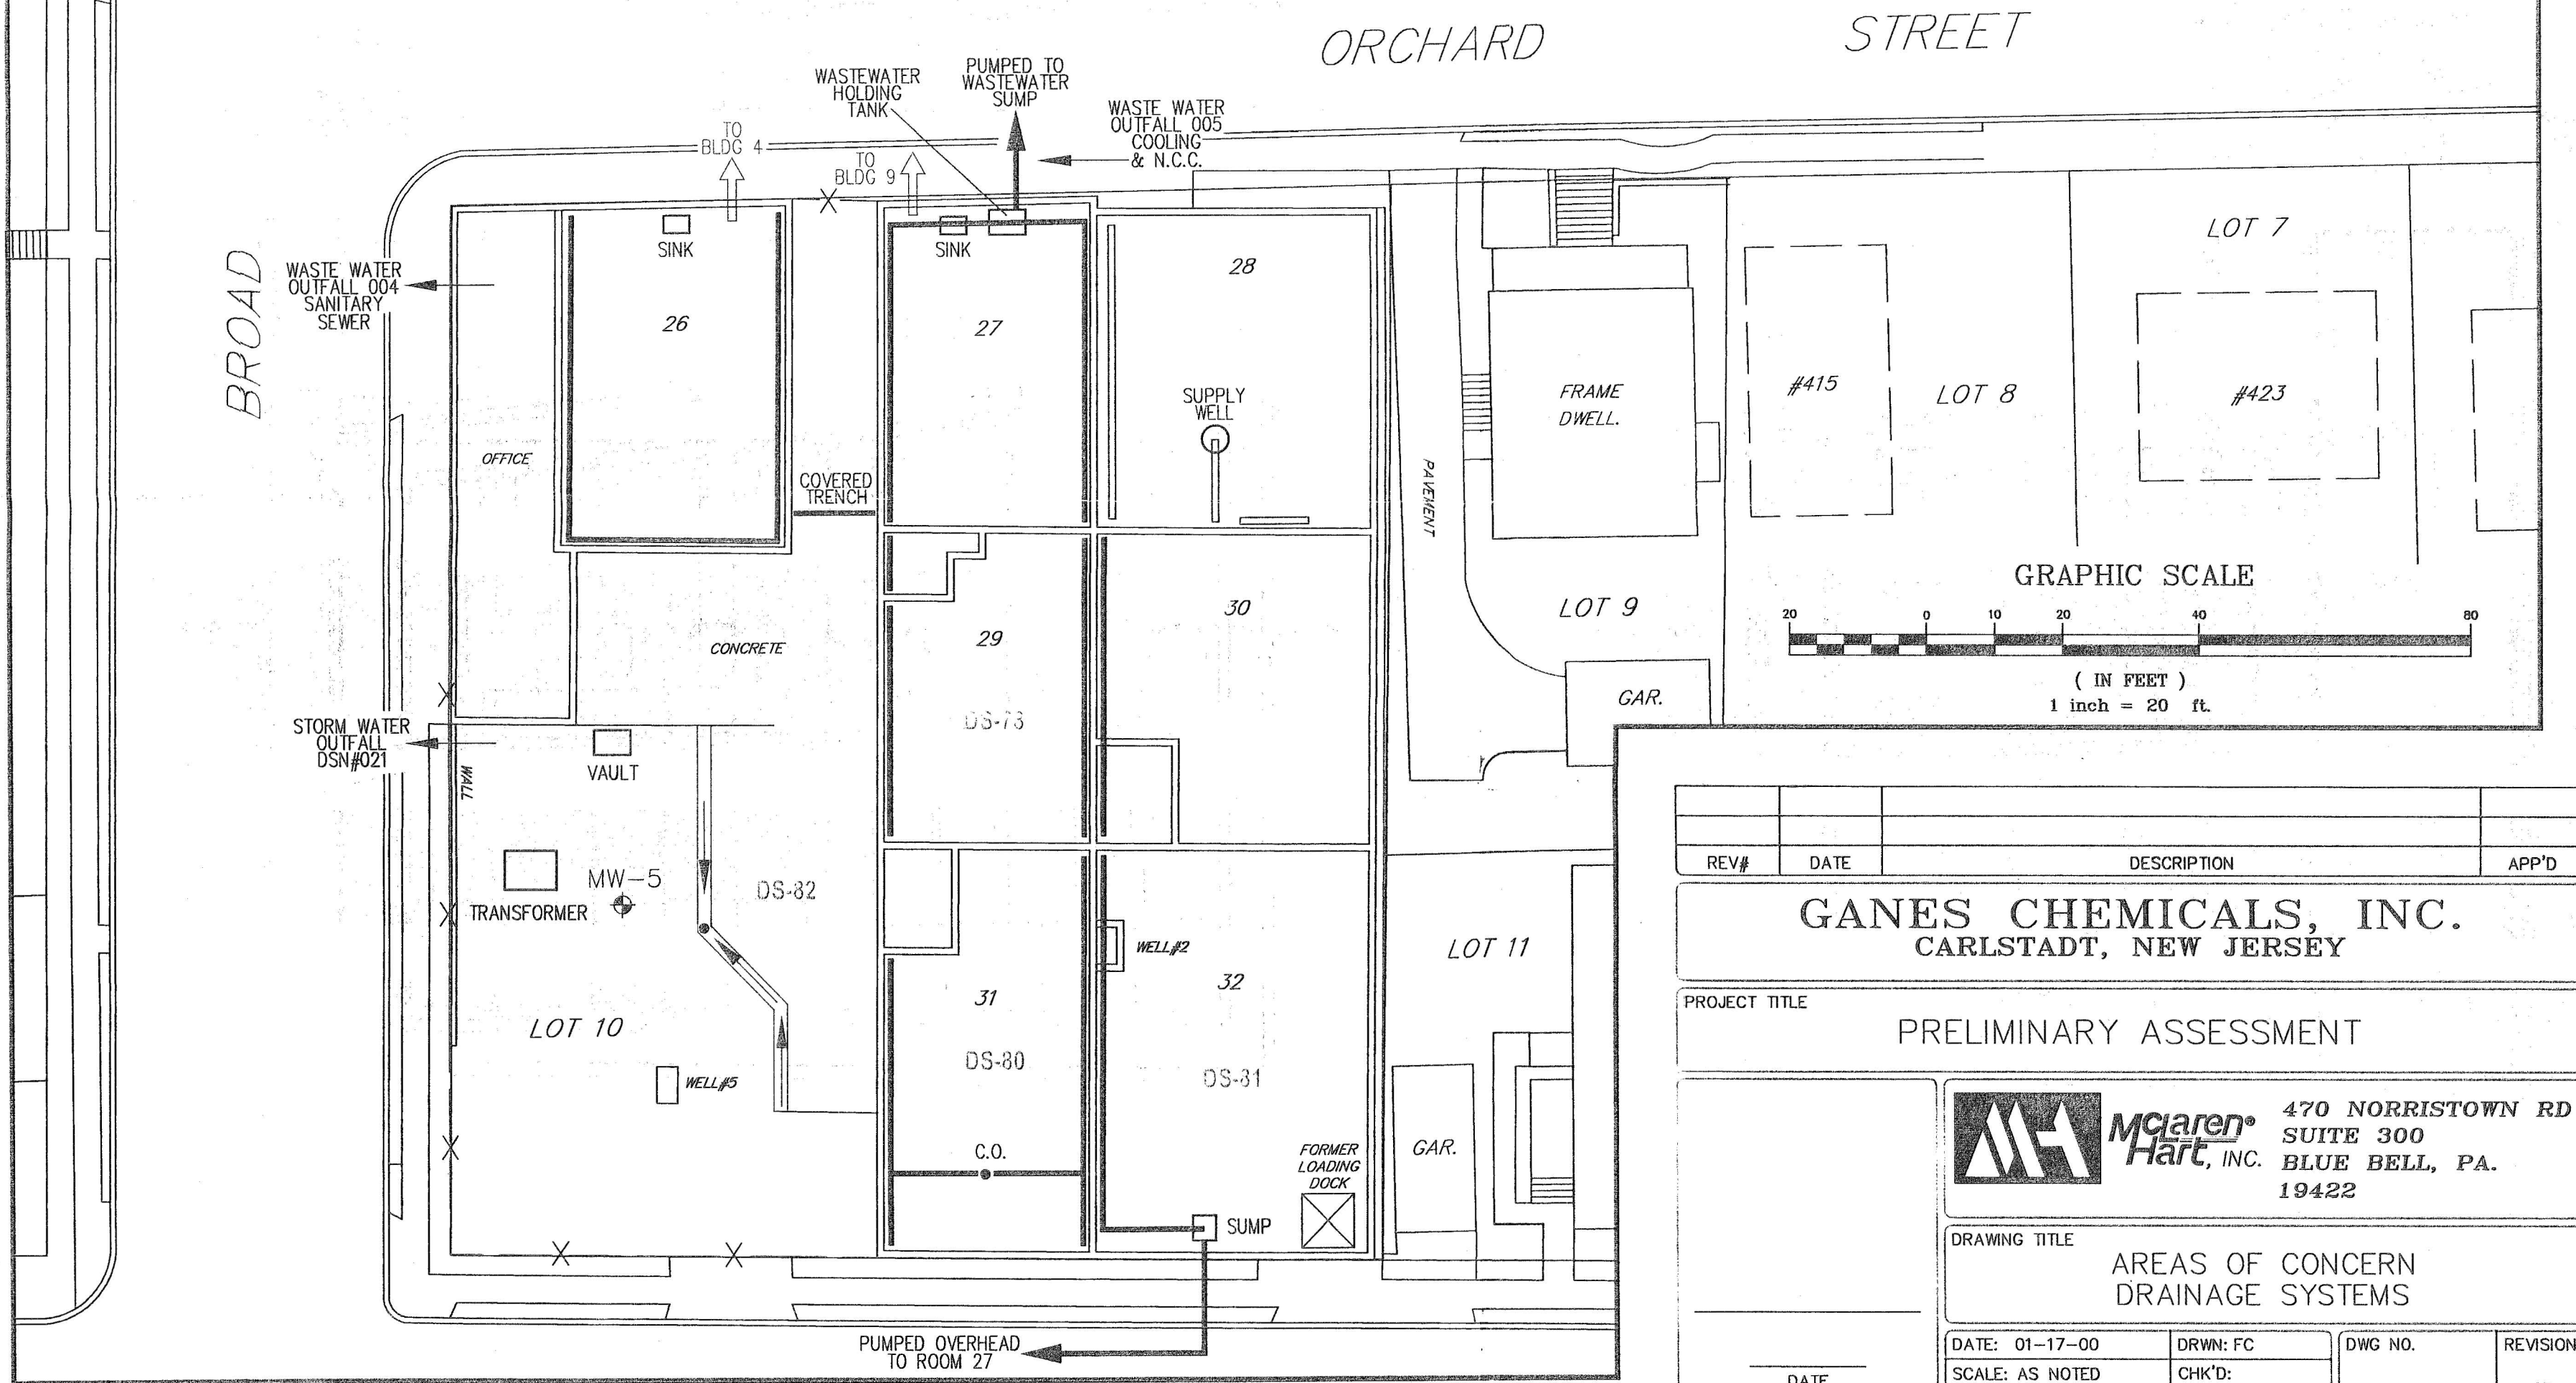 ORCHARD STREET
BROAD
WASTEWATER
HOLDING
TANK
PUMPED TO
WASTEWATER
SUMP
WASTE WATER
OUTFALL 005
COOLING
& N.C.C.
TO
BLDG 4
TO
BLDG 9
WASTE WATER
OUTFALL 004
SANITARY
SEWER
SINK
SINK
26
27
28
SUPPLY
WELL
OFFICE
COVERED
TRENCH
PAVEMENT
FRAME
DWELL.
#415
LOT 8
LOT 7
#423
CONCRETE
29
30
DS-78
LOT 9
GAR.
GRAPHIC SCALE
20 0 10 20 40 80
( IN FEET )
1 inch = 20 ft.
STORM WATER
OUTFALL
DSN#021
WALL
VAULT
TRANSFORMER
MW-5
DS-82
WELL#2
LOT 11
LOT 10
WELL#5
31
32
DS-80
DS-81
C.O.
FORMER
LOADING
DOCK
GAR.
SUMP
PUMPED OVERHEAD
TO ROOM 27
REV# DATE DESCRIPTION APP'D
GANES CHEMICALS, INC.
CARLSTADT, NEW JERSEY
PROJECT TITLE
PRELIMINARY ASSESSMENT
McLaren®
Hart, INC.
470 NORRISTOWN RD
SUITE 300
BLUE BELL, PA.
19422
DRAWING TITLE
AREAS OF CONCERN
DRAINAGE SYSTEMS
DATE: 01-17-00 DRWN: FC DWG NO. REVISION
SCALE: AS NOTED CHK'D:
DATE